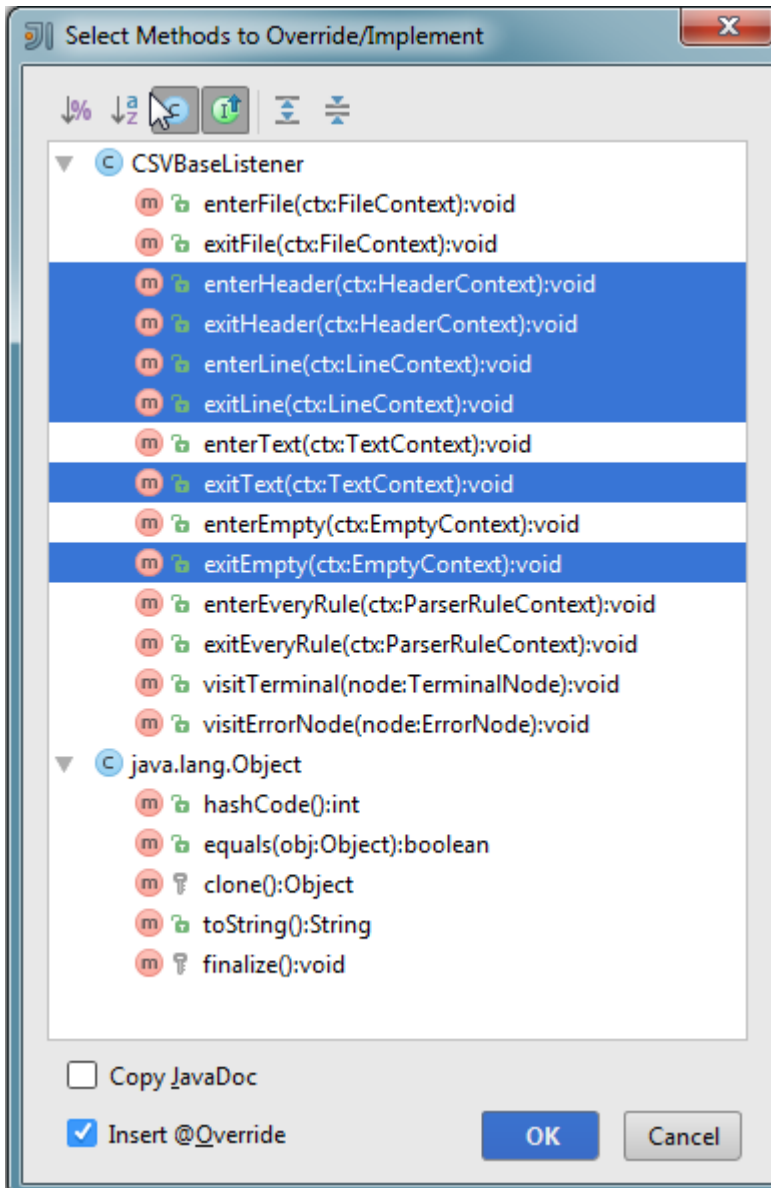 Select Methods to Override/Implement
CSVBaseListener
enterFile(ctx:FileContext):void
exitFile(ctx:FileContext):void
enterHeader(ctx:HeaderContext):void
exitHeader(ctx:HeaderContext):void
enterLine(ctx:LineContext):void
exitLine(ctx:LineContext):void
enterText(ctx:TextContext):void
exitText(ctx:TextContext):void
enterEmpty(ctx:EmptyContext):void
exitEmpty(ctx:EmptyContext):void
enterEveryRule(ctx:ParserRuleContext):void
exitEveryRule(ctx:ParserRuleContext):void
visitTerminal(node:TerminalNode):void
visitErrorNode(node:ErrorNode):void
java.lang.Object
hashCode():int
equals(obj:Object):boolean
clone():Object
toString():String
finalize():void
Copy JavaDoc
Insert @Override
OK Cancel